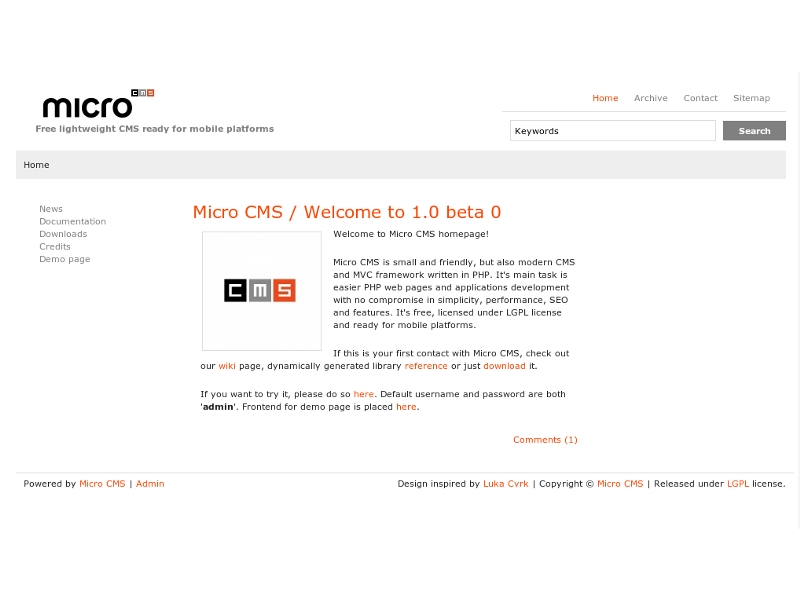 micro cms
Free lightweight CMS ready for mobile platforms
Home Archive Contact Sitemap
Keywords Search
Home
News
Documentation
Downloads
Credits
Demo page
Micro CMS / Welcome to 1.0 beta 0
Welcome to Micro CMS homepage!
cms
Micro CMS is small and friendly, but also modern CMS
and MVC framework written in PHP. It's main task is
easier PHP web pages and applications development
with no compromise in simplicity, performance, SEO
and features. It's free, licensed under LGPL license
and ready for mobile platforms.
If this is your first contact with Micro CMS, check out
our wiki page, dynamically generated library reference or just download it.
If you want to try it, please do so here. Default username and password are both
'admin'. Frontend for demo page is placed here.
Comments (1)
Powered by Micro CMS | Admin
Design inspired by Luka Cvrk | Copyright © Micro CMS | Released under LGPL license.